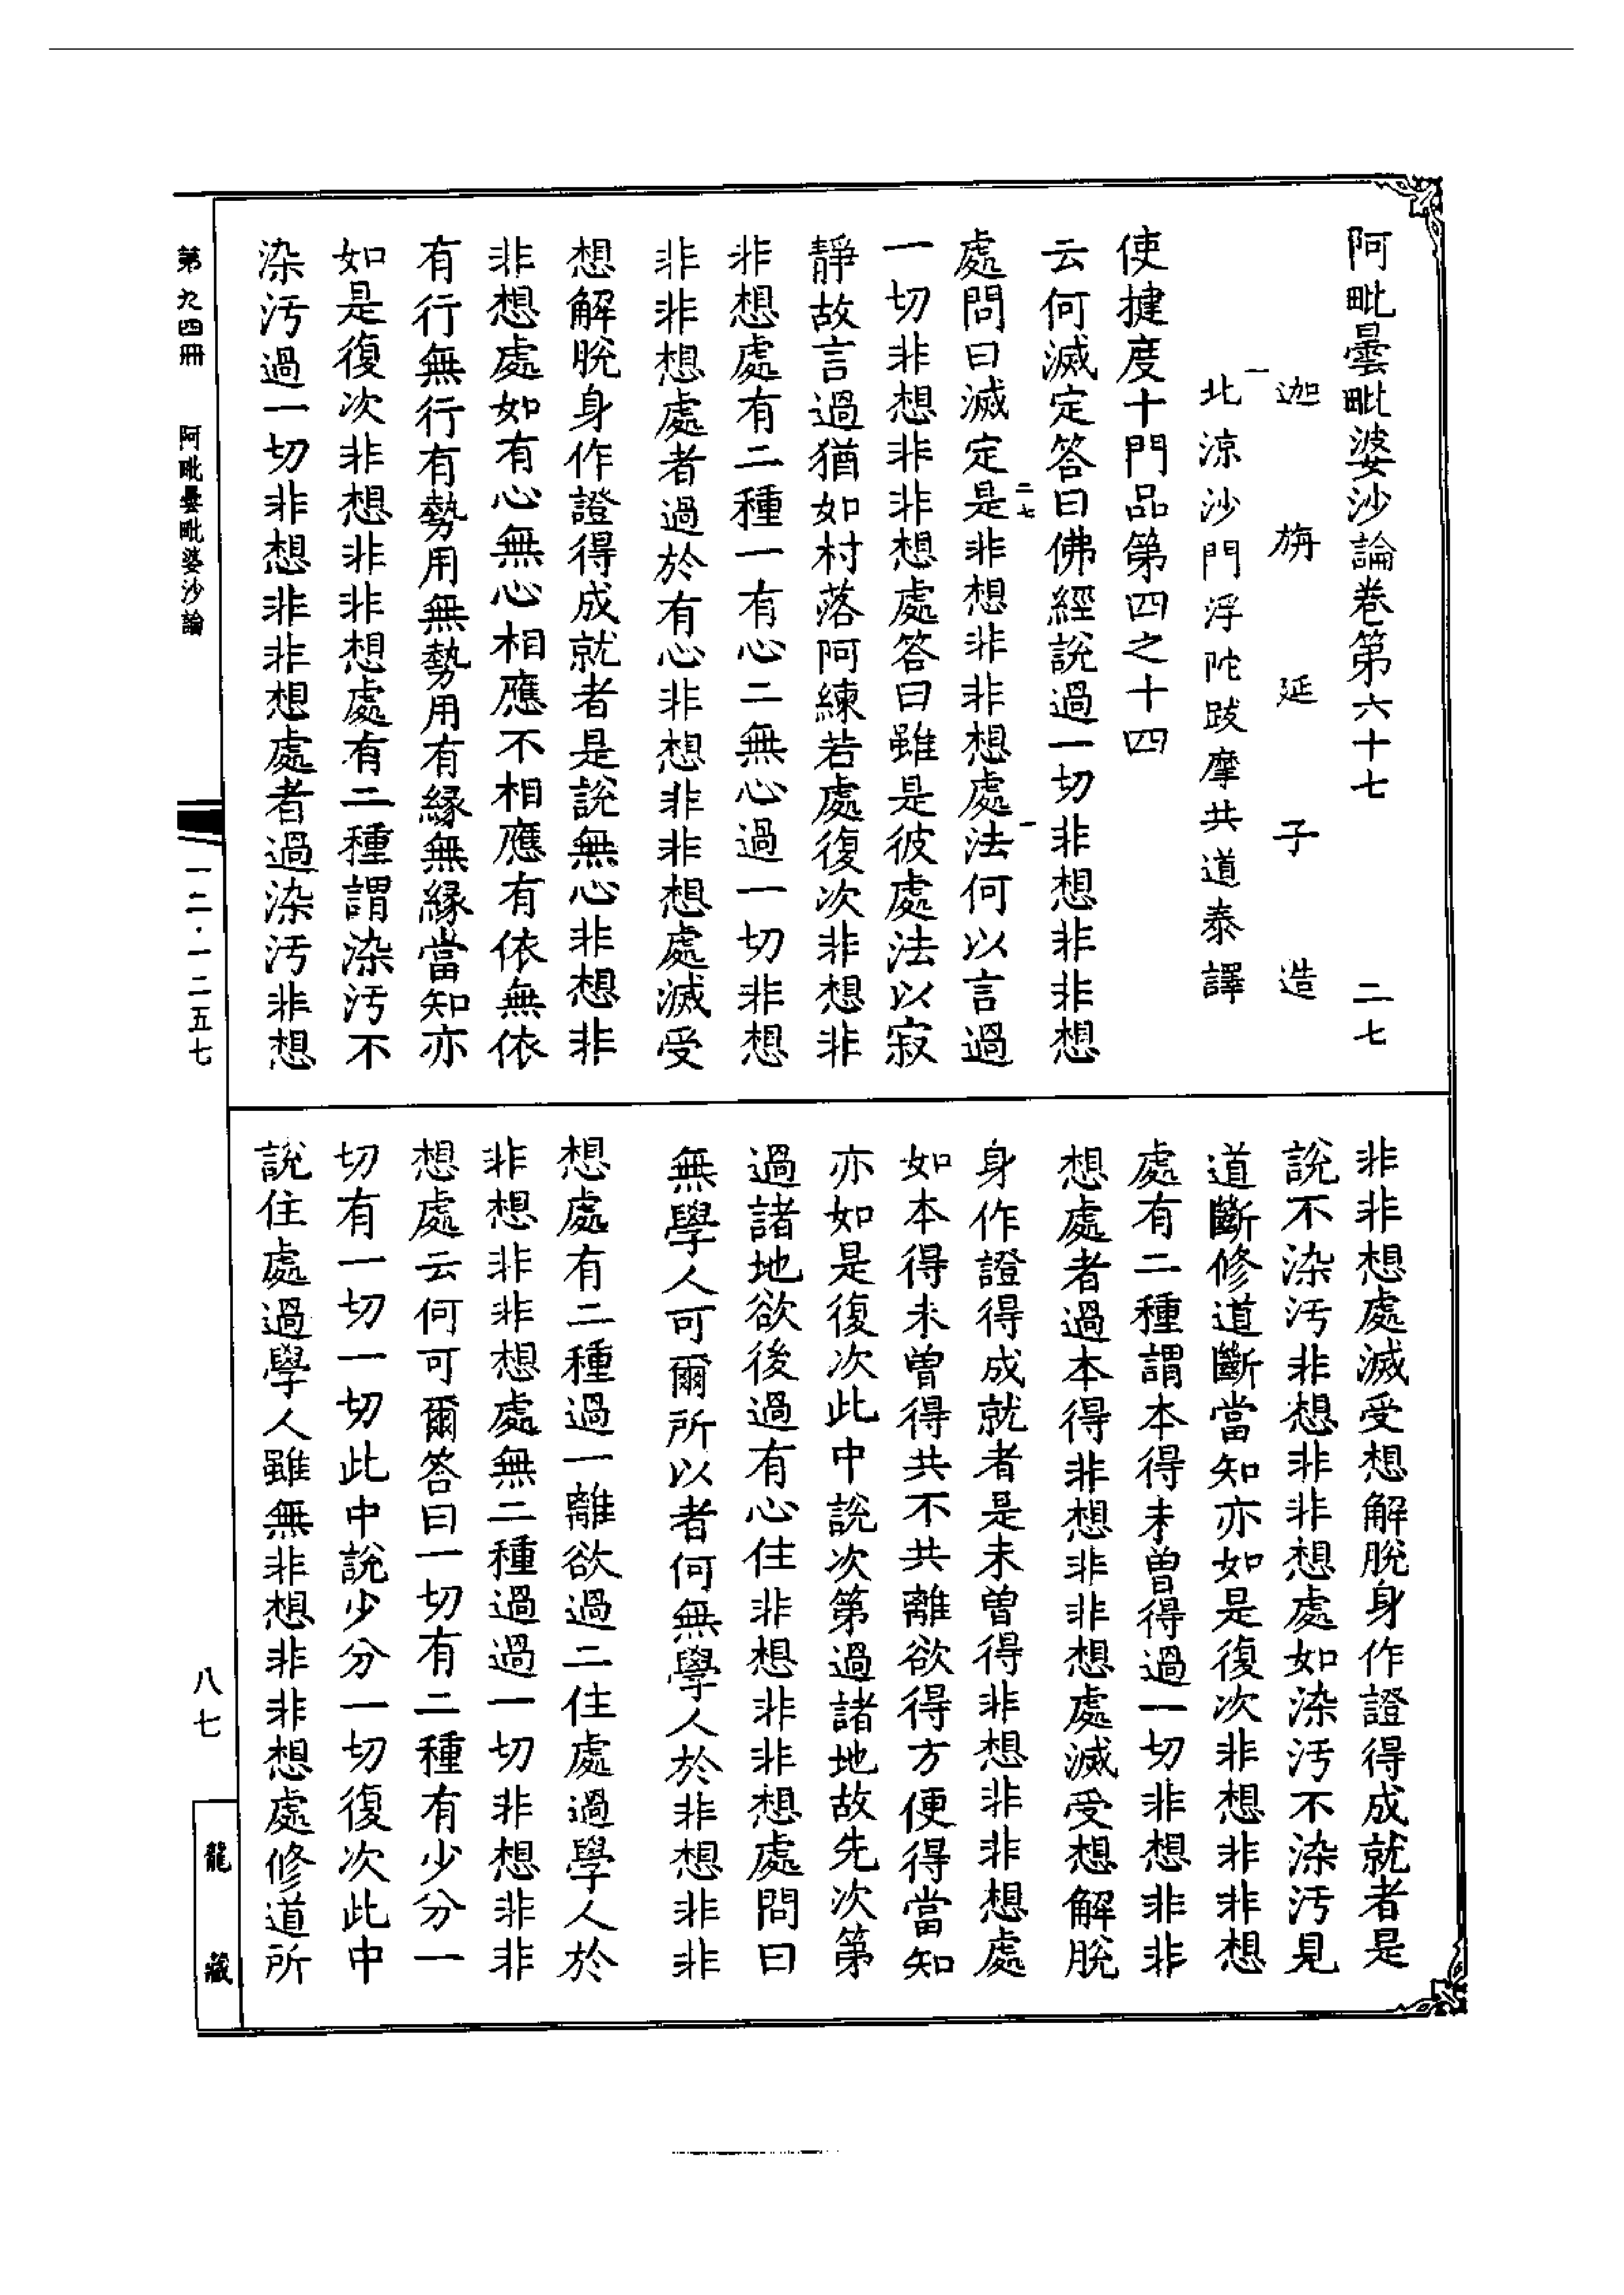 阿毗曇毗婆沙論卷第六十七　二七
迦旃延子造
一
北涼沙門浮陀跋摩共道泰譯
使揵度十門品第四之十四
云何滅定答曰佛經說過一切非想非非想
處問曰滅定是非想非非想處法何以言過
二七
一
一切非想非非想處答曰雖是彼處法以寂
靜故言過猶如村落阿練若處復次非想非
非想處有二種一有心二無心過一切非想
非非想處者過於有心非想非非想處滅受
想解脫身作證得成就者是說無心非想非
非想處如有心無心相應不相應有依無依
有行無行有勢用無勢用有緣無緣當知亦
如是復次非想非非想處有二種謂染污不
染污過一切非想非非想處者過染污非想
非非想處滅受想解脫身作證得成就者是
說不染污非想非非想處如染污不染污見
道斷修道斷當知亦如是復次非想非非想
處有二種謂本得未曾得過一切非想非非
想處者過本得非想非非想處滅受想解脫
身作證得成就者是未曾得非想非非想處
如本得未曾得共不共離欲得方便得當知
亦如是復次此中說次第過諸地故先次第
過諸地欲後過有心住非想非非想處問曰
無學人可爾所以者何無學人於非想非非
想處有二種過一離欲過二住處過學人於
非想非非想處無二種過過一切非想非非
想處云何可爾答曰一切有二種有少分一
切有一切一切此中說少分一切復次此中
說住處過學人雖無非想非非想處修道所
第九四冊　阿毗曇毗婆沙論
一二·一二五七
八七
龍藏